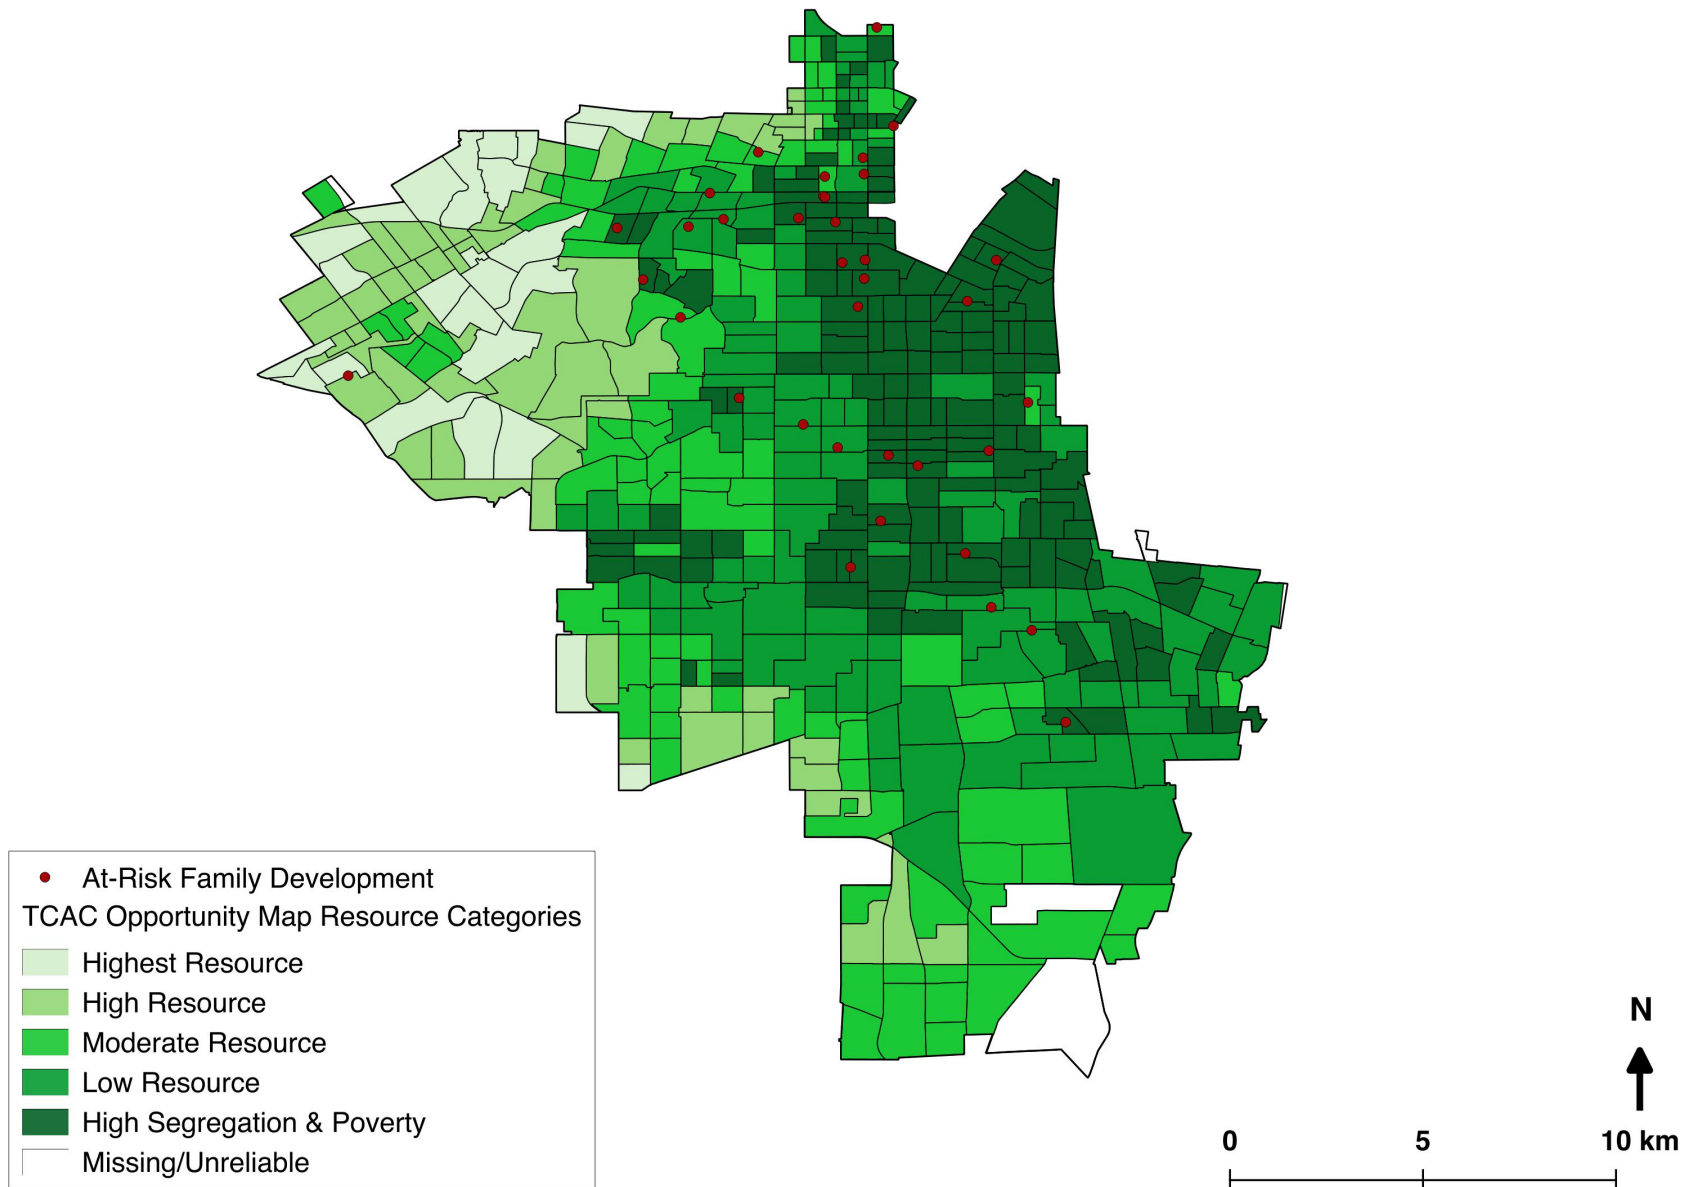 At-Risk Family Development
TCAC Opportunity Map Resource Categories
Highest Resource
High Resource
Moderate Resource
Low Resource
High Segregation & Poverty
Missing/Unreliable
N
0 5 10 km